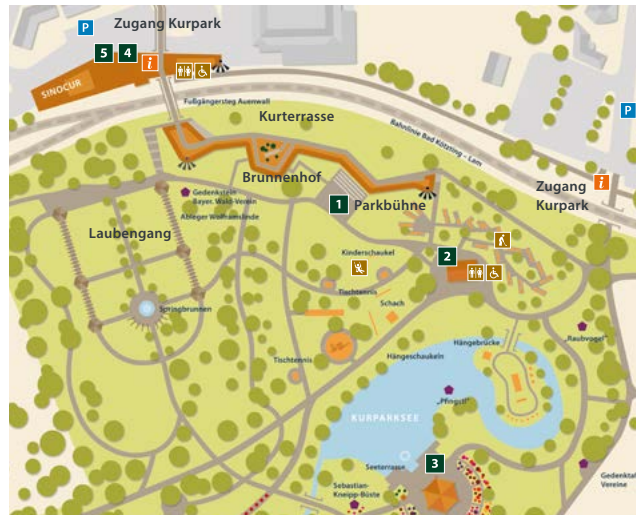 Zugang Kurpark
P
5 4 i
SINOCUR
Fußgängersteg Auenwall
Kurterrasse
P
Bahnlinie Bad Kötzting - Lam
Brunnenhof
i
Zugang
Kurpark
Gedenkstein
Bayer. Wald-Verein
1 Parkbühne
Ableger Wolframslinde
Laubengang
Kinderschaukel
2
Tischtennis
Schach
Springbrunnen
Hängebrücke
„Raubvogel“
Tischtennis
Hängeschaukeln
„Pfingstl“
KURPARKSEE
Seeterrasse
3
Sebastian-
Kneipp-Büste
Gedenktaf
Vereine